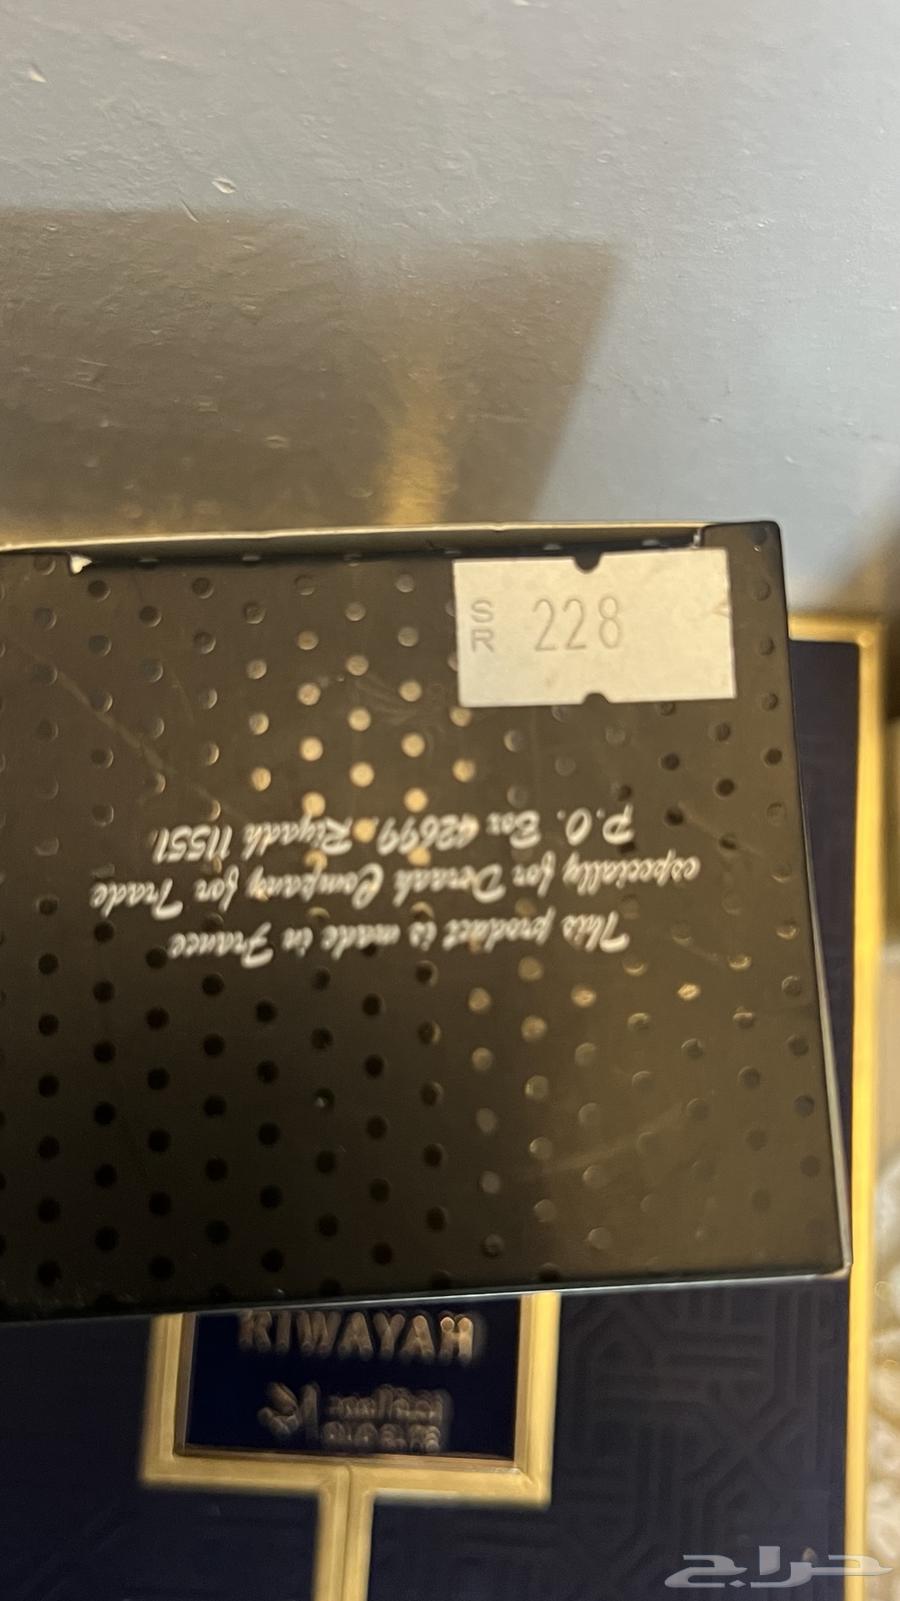 SR 228
This product is made in France
especially for Deraah Company for Trade
P.O. Box 42699, Riyadh 11551
RIWAYAH
حراج